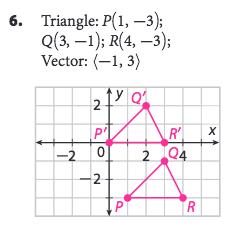 6. Triangle: P(1, −3);
Q(3, −1); R(4, −3);
Vector: ⟨−1, 3⟩
y Q′
2
P′ R′ x
−2 0 2 Q 4
−2
P R